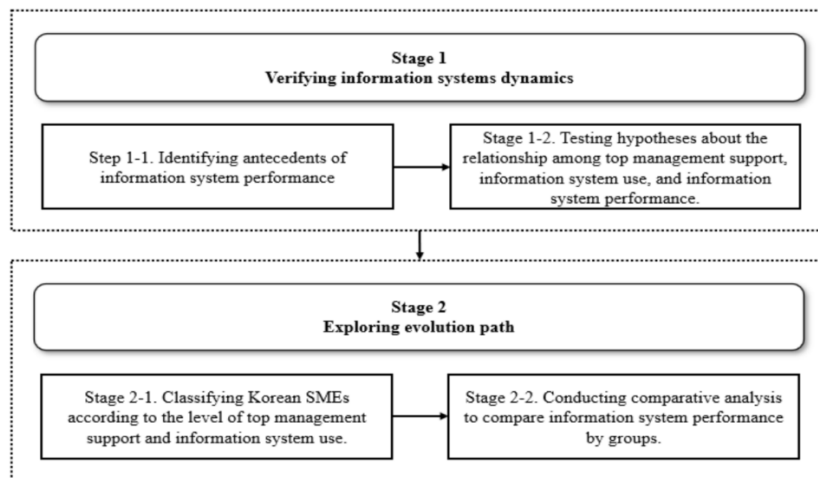 Stage 1
Verifying information systems dynamics
Step 1-1. Identifying antecedents of
information system performance
Stage 1-2. Testing hypotheses about the
relationship among top management support,
information system use, and information
system performance.
Stage 2
Exploring evolution path
Stage 2-1. Classifying Korean SMEs
according to the level of top management
support and information system use.
Stage 2-2. Conducting comparative analysis
to compare information system performance
by groups.